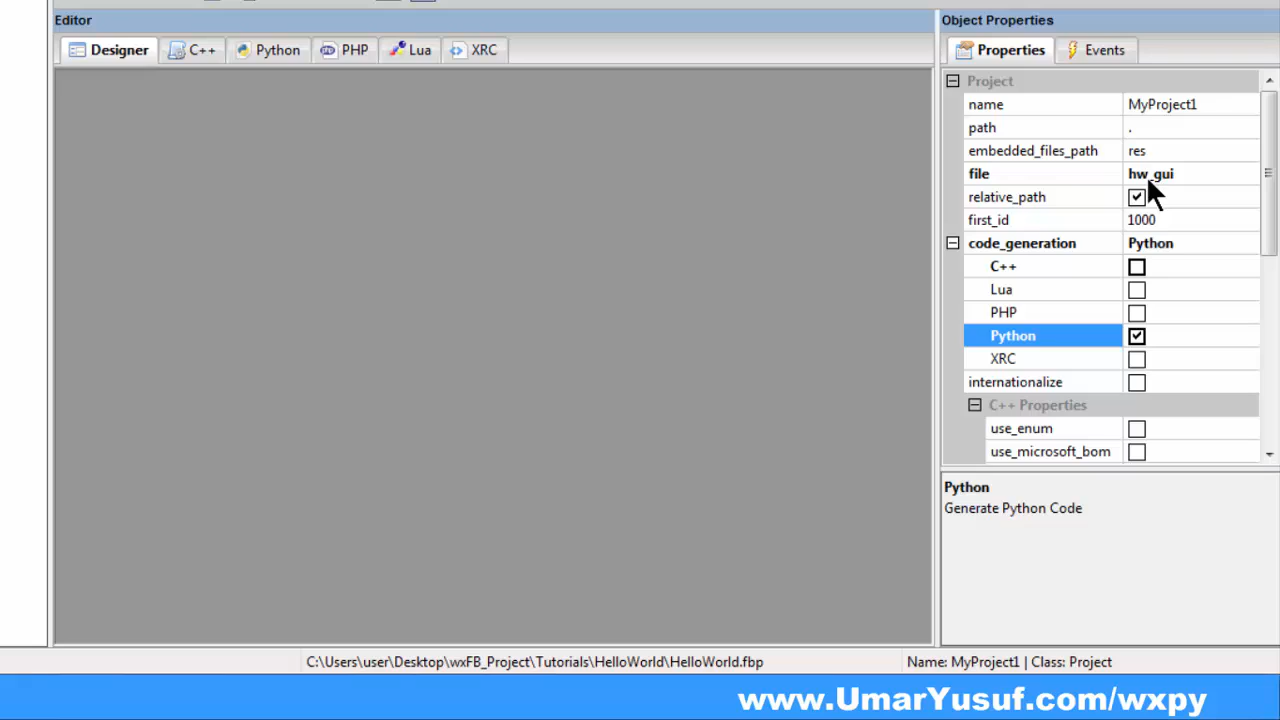 Editor
Object Properties
Designer C++ Python PHP Lua XRC
Properties Events
Project
name MyProject1
path .
embedded_files_path res
file hw_gui
relative_path
first_id 1000
code_generation Python
C++
Lua
PHP
Python
XRC
internationalize
C++ Properties
use_enum
use_microsoft_bom
Python
Generate Python Code
C:\Users\user\Desktop\wxFB_Project\Tutorials\HelloWorld\HelloWorld.fbp
Name: MyProject1 | Class: Project
www.UmarYusuf.com/wxpy